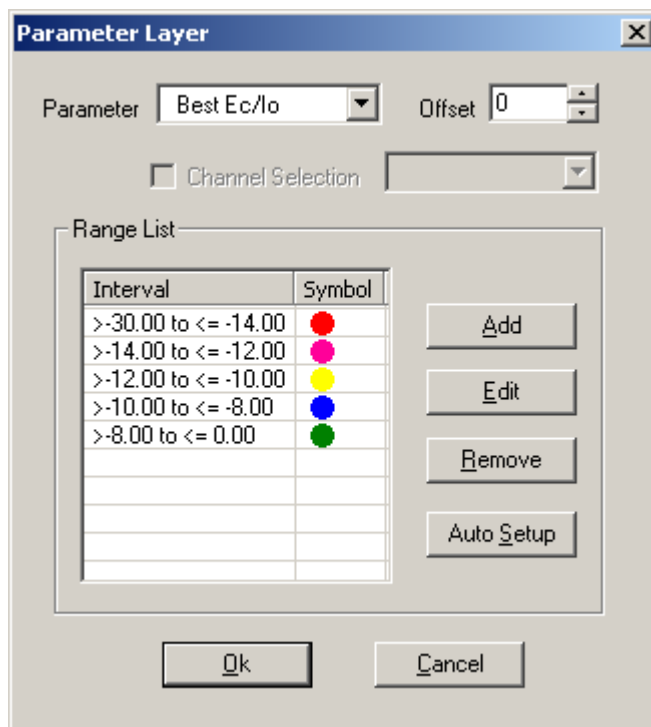 Parameter Layer
Parameter Best Ec/Io Offset 0
Channel Selection
Range List
Interval Symbol
>-30.00 to <= -14.00
>-14.00 to <= -12.00
>-12.00 to <= -10.00
>-10.00 to <= -8.00
>-8.00 to <= 0.00
Add
Edit
Remove
Auto Setup
Ok Cancel